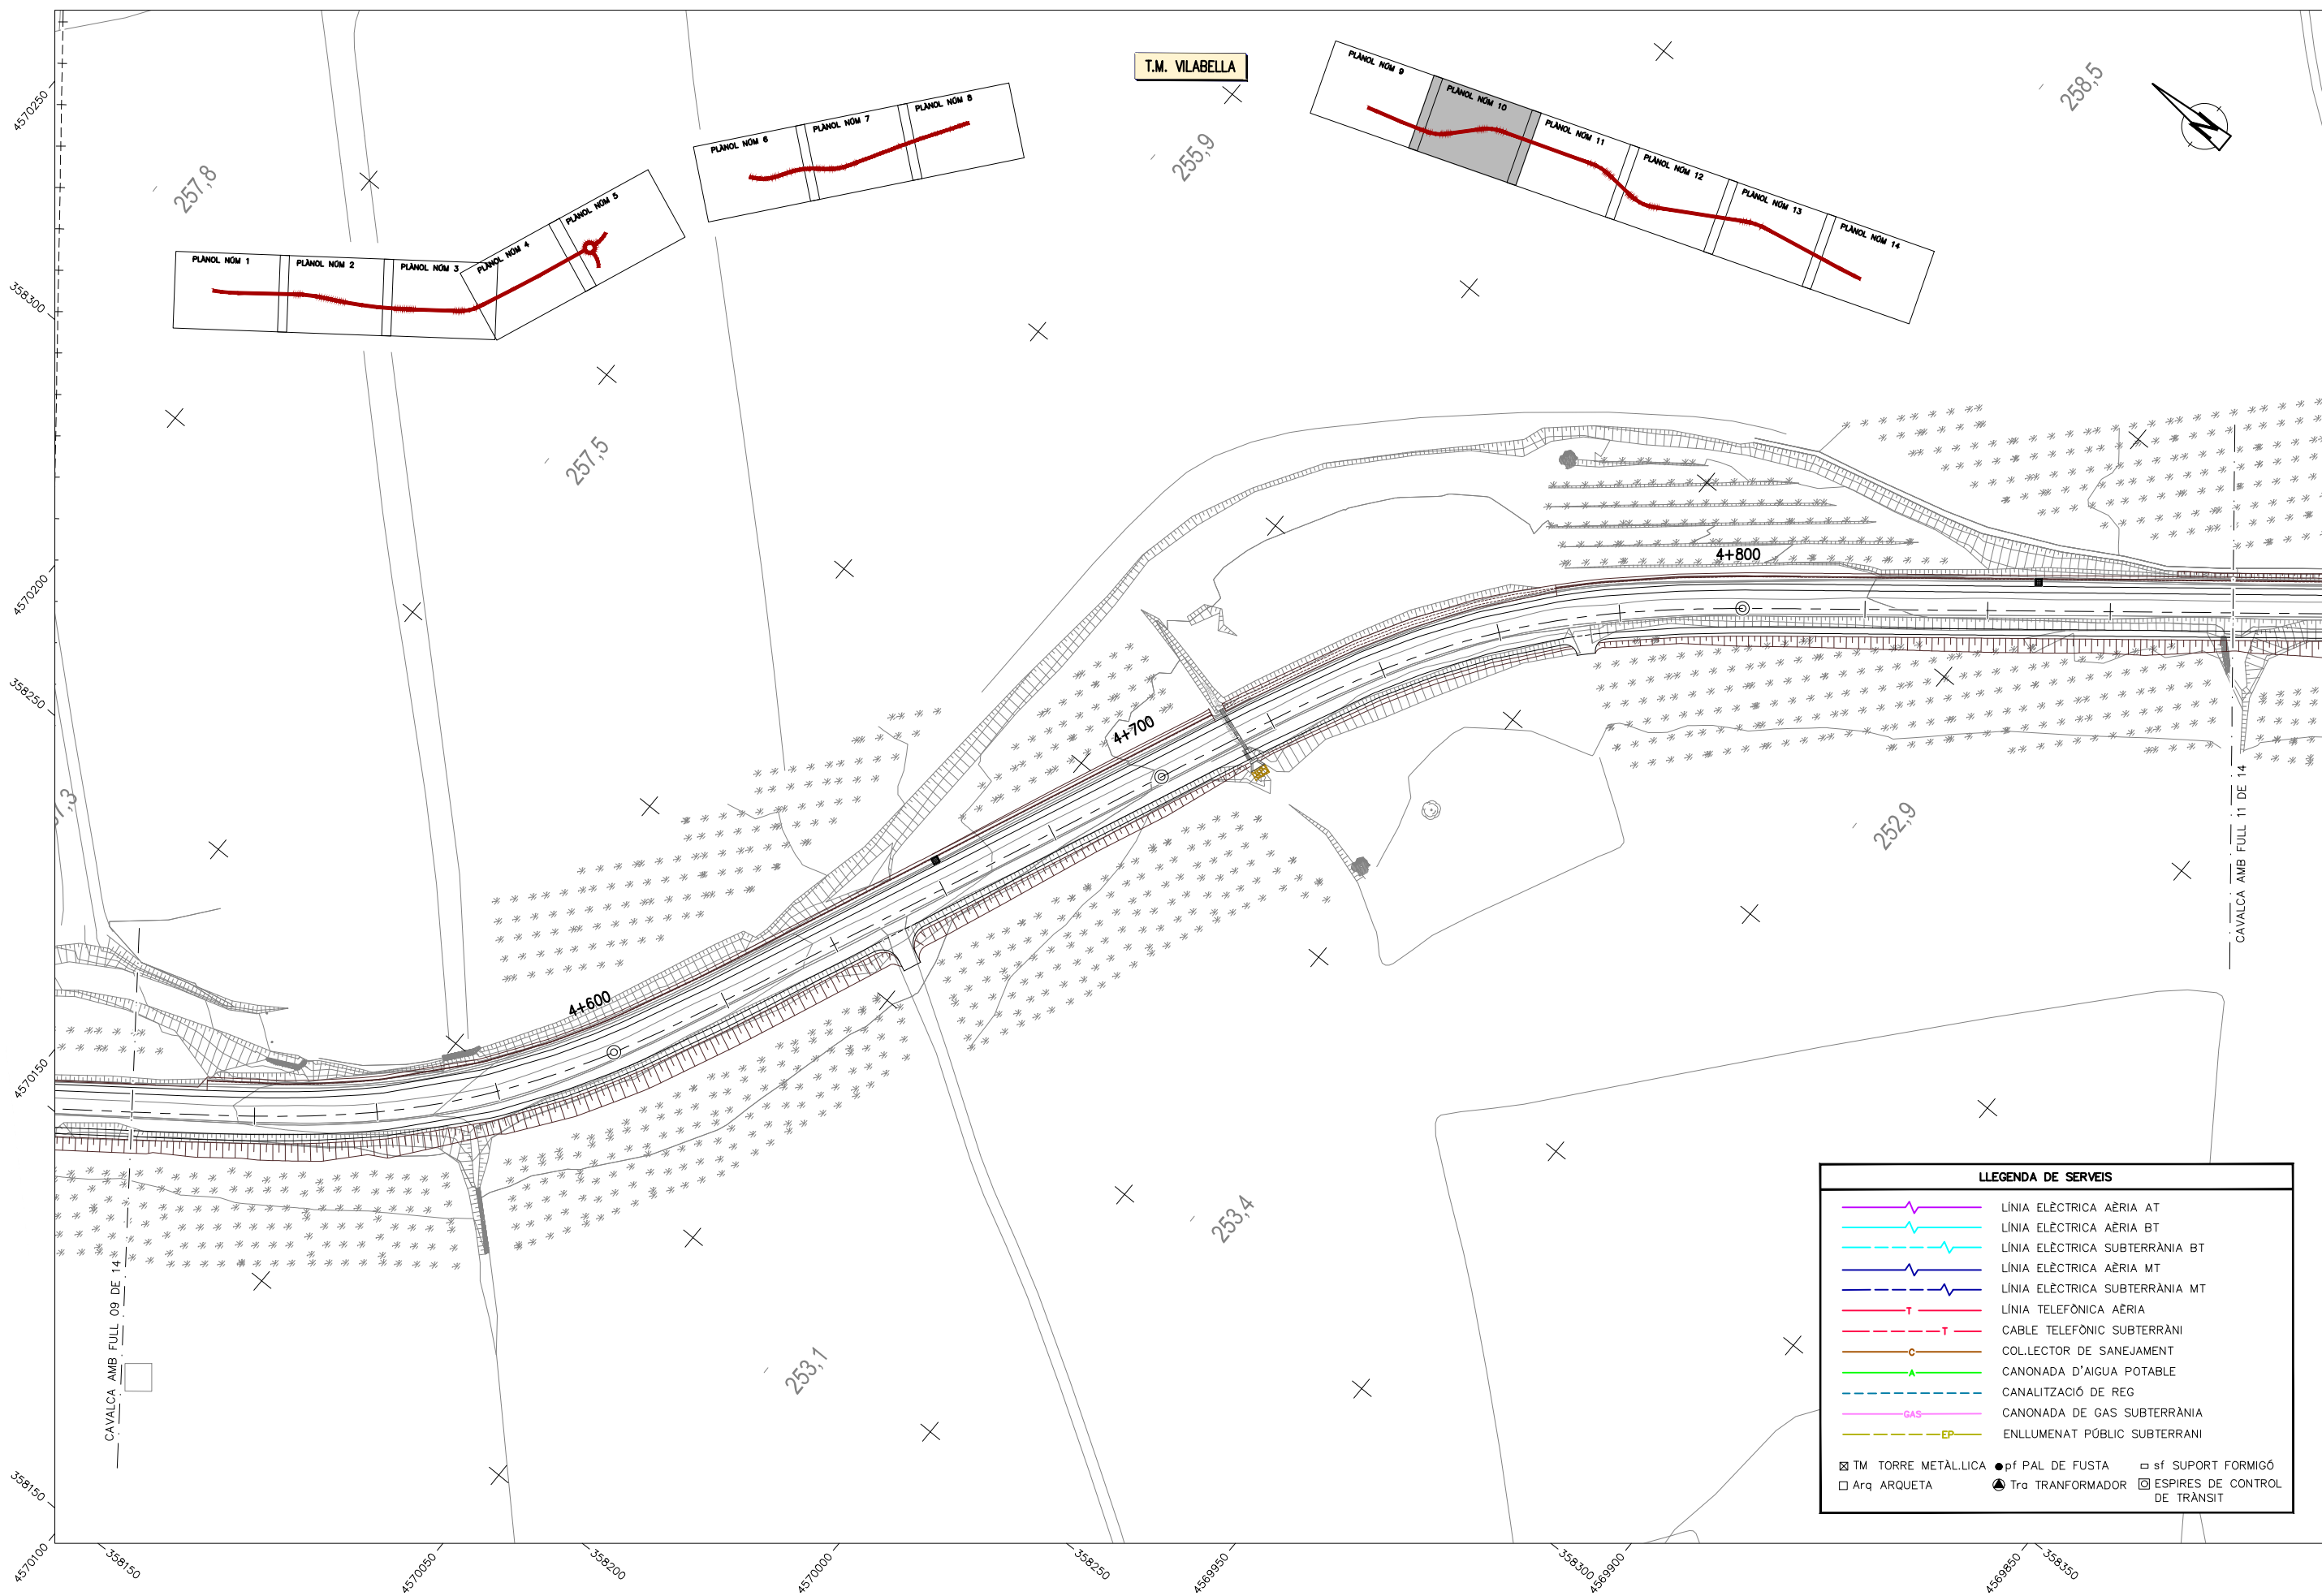 T.M. VILABELLA
PLÀNOL NÚM 1
PLÀNOL NÚM 2
PLÀNOL NÚM 3
PLÀNOL NÚM 4
PLÀNOL NÚM 5
PLÀNOL NÚM 6
PLÀNOL NÚM 7
PLÀNOL NÚM 8
PLÀNOL NÚM 9
PLÀNOL NÚM 10
PLÀNOL NÚM 11
PLÀNOL NÚM 12
PLÀNOL NÚM 13
PLÀNOL NÚM 14
N
257,8
255,9
258,5
257,5
252,9
253,4
253,1
4+600
4+700
4+800
CAVALCA AMB FULL 09 DE 14
CAVALCA AMB FULL 11 DE 14
4570250
358300
4570200
358250
4570150
358150
4570100
358150
4570050
358200
4570000
358250
4569950
358300
4569900
4569850
358350
LLEGENDA DE SERVEIS
LÍNIA ELÈCTRICA AÈRIA AT
LÍNIA ELÈCTRICA AÈRIA BT
LÍNIA ELÈCTRICA SUBTERRÀNIA BT
LÍNIA ELÈCTRICA AÈRIA MT
LÍNIA ELÈCTRICA SUBTERRÀNIA MT
T LÍNIA TELEFÒNICA AÈRIA
T CABLE TELEFÒNIC SUBTERRÀNI
C COL.LECTOR DE SANEJAMENT
A CANONADA D'AIGUA POTABLE
CANALITZACIÓ DE REG
GAS CANONADA DE GAS SUBTERRÀNIA
EP ENLLUMENAT PÚBLIC SUBTERRANI
TM TORRE METÀL.LICA pf PAL DE FUSTA sf SUPORT FORMIGÓ
Arq ARQUETA Tra TRANFORMADOR ESPIRES DE CONTROL
DE TRÀNSIT